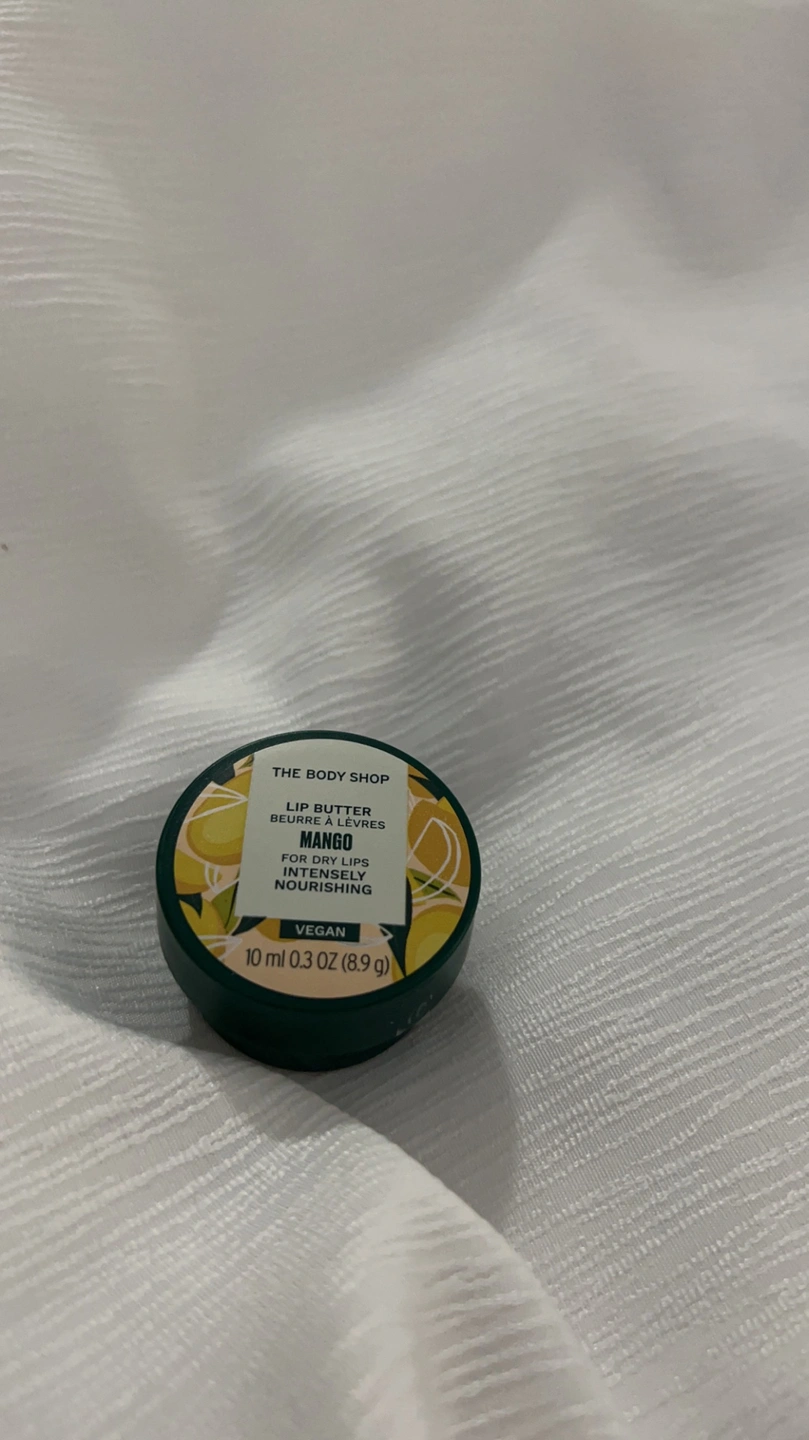 THE BODY SHOP
LIP BUTTER
BEURRE À LÈVRES
MANGO
FOR DRY LIPS
INTENSELY
NOURISHING
VEGAN
10 ml 0.3 OZ (8.9 g)